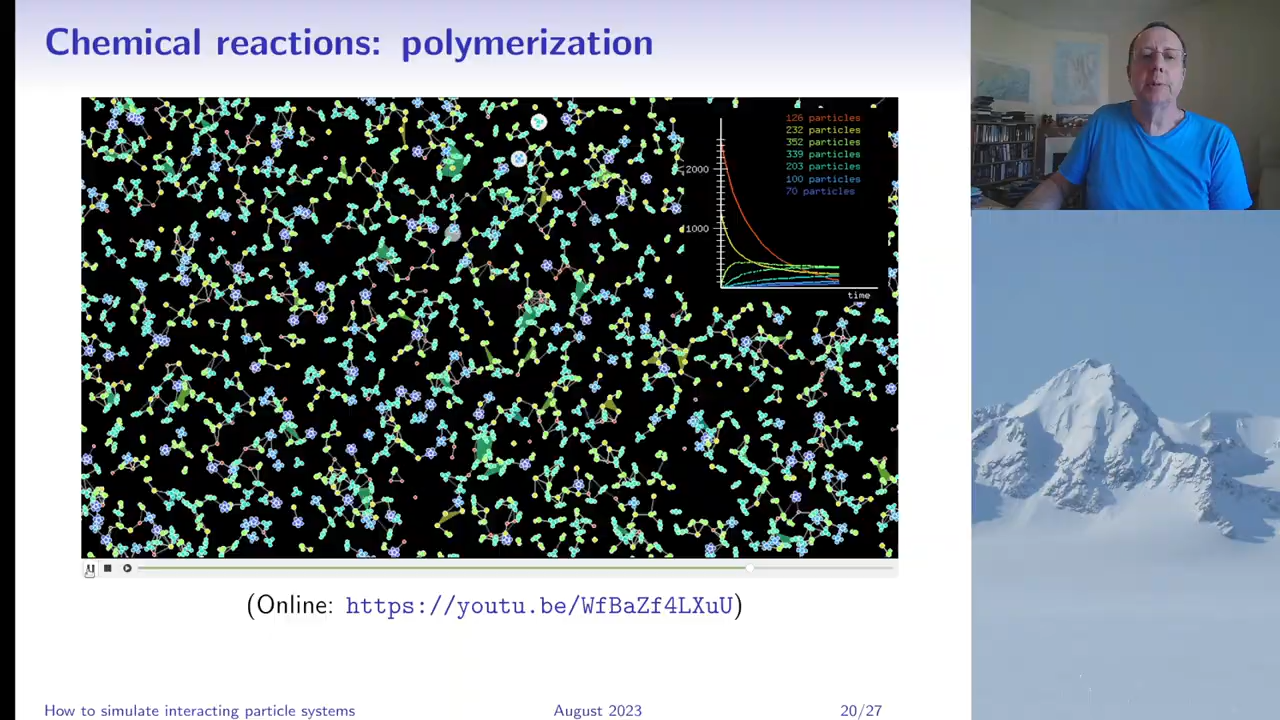 Chemical reactions: polymerization
126 particles
232 particles
352 particles
339 particles
203 particles
100 particles
70 particles
2000
1000
time
(Online: https://youtu.be/WfBaZf4LXuU)
How to simulate interacting particle systems
August 2023
20/27